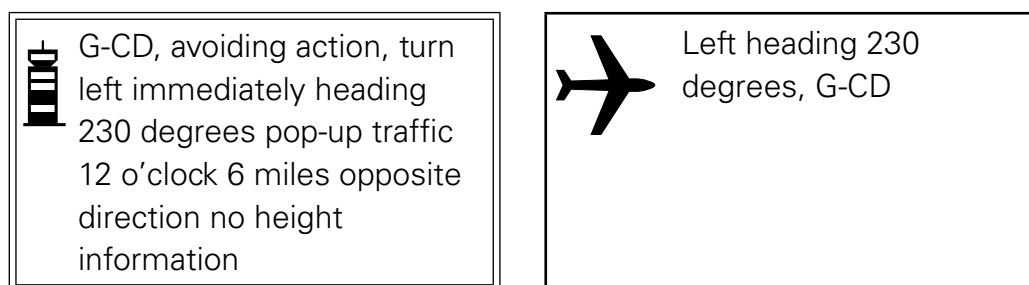 G-CD, avoiding action, turn
left immediately heading
230 degrees pop-up traffic
12 o’clock 6 miles opposite
direction no height
information
Left heading 230
degrees, G-CD